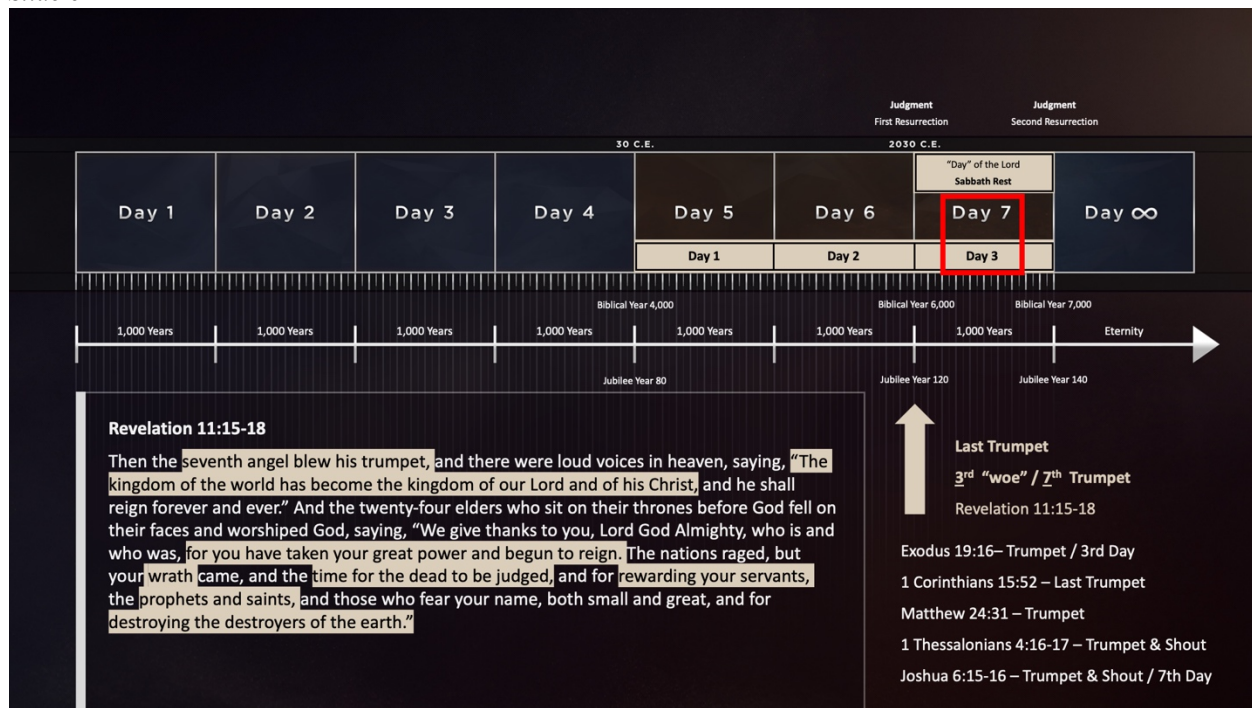 Judgment
First Resurrection
Judgment
Second Resurrection
30 C.E.
2030 C.E.
Day 1
Day 2
Day 3
Day 4
Day 5
Day 6
"Day" of the Lord
Sabbath Rest
Day 7
Day ∞
Day 1
Day 2
Day 3
Biblical Year 4,000
Biblical Year 6,000
Biblical Year 7,000
1,000 Years
1,000 Years
1,000 Years
1,000 Years
1,000 Years
1,000 Years
1,000 Years
Eternity
Jubilee Year 80
Jubilee Year 120
Jubilee Year 140
Revelation 11:15-18
Then the seventh angel blew his trumpet, and there were loud voices in heaven, saying, “The
kingdom of the world has become the kingdom of our Lord and of his Christ, and he shall
reign forever and ever.” And the twenty-four elders who sit on their thrones before God fell on
their faces and worshiped God, saying, “We give thanks to you, Lord God Almighty, who is and
who was, for you have taken your great power and begun to reign. The nations raged, but
your wrath came, and the time for the dead to be judged, and for rewarding your servants,
the prophets and saints, and those who fear your name, both small and great, and for
destroying the destroyers of the earth.”
Last Trumpet
3rd “woe” / 7th Trumpet
Revelation 11:15-18
Exodus 19:16– Trumpet / 3rd Day
1 Corinthians 15:52 – Last Trumpet
Matthew 24:31 – Trumpet
1 Thessalonians 4:16-17 – Trumpet & Shout
Joshua 6:15-16 – Trumpet & Shout / 7th Day